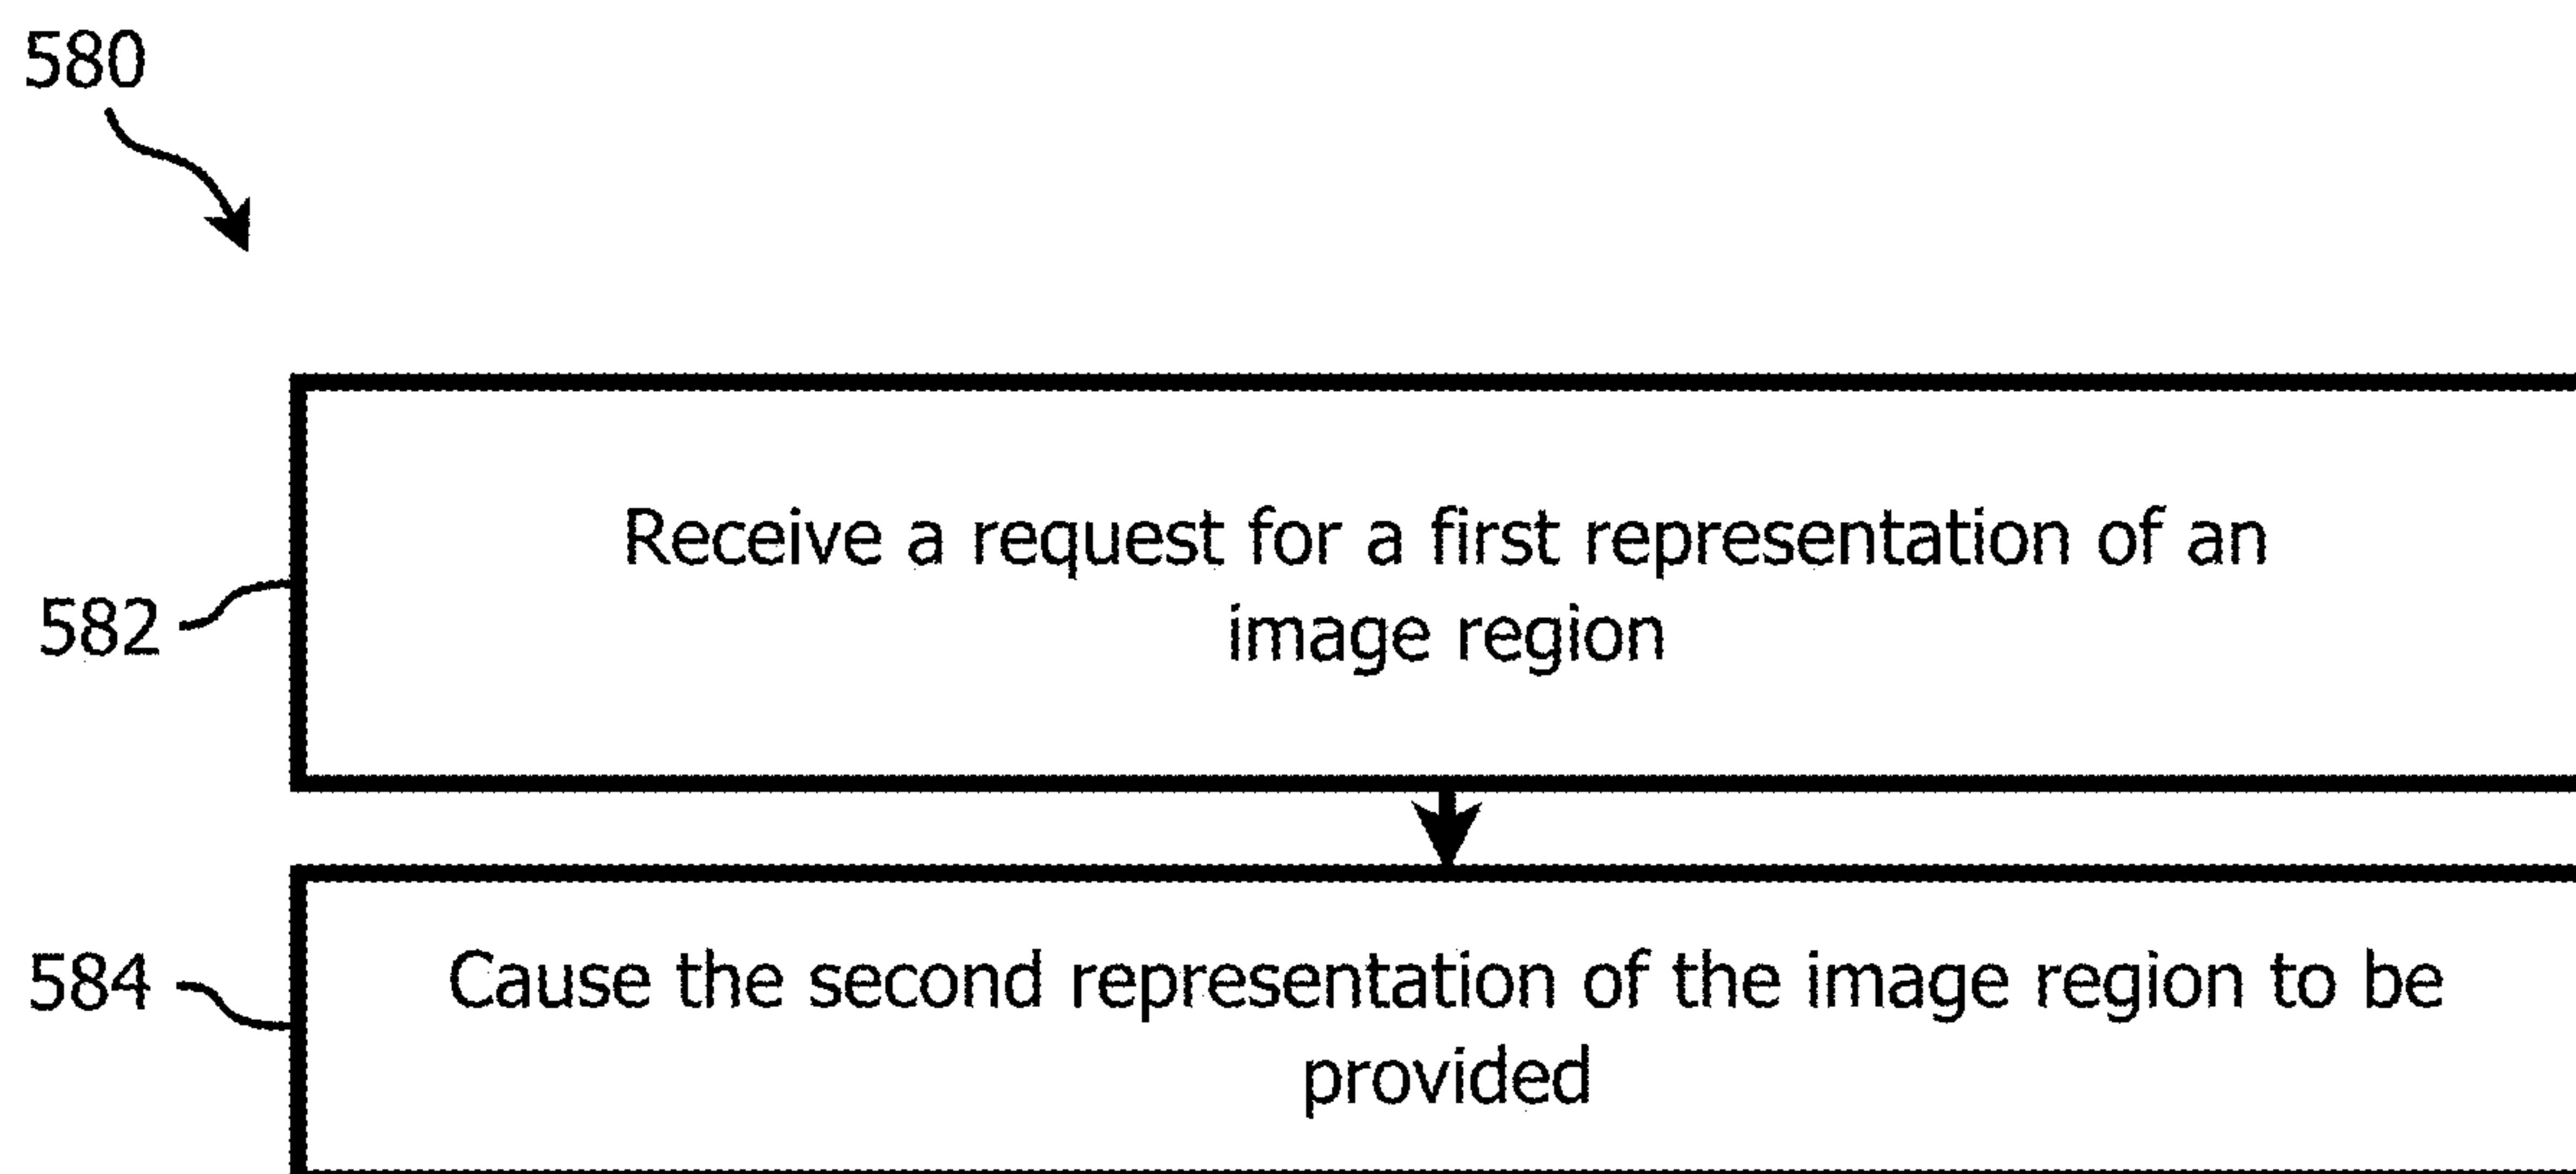 580
Receive a request for a first representation of an
image region
582
Cause the second representation of the image region to be
584
provided